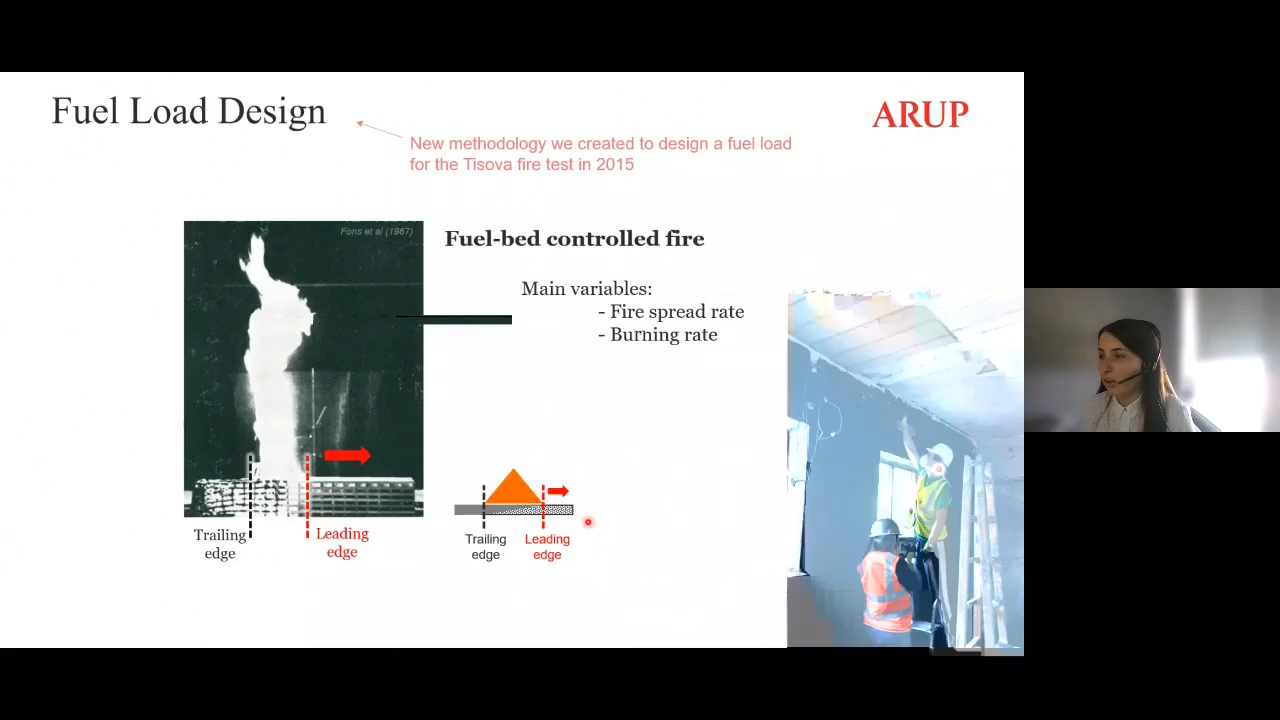 Fuel Load Design
ARUP
New methodology we created to design a fuel load
for the Tisova fire test in 2015
Fons et al (1967)
Fuel-bed controlled fire
Main variables:
- Fire spread rate
- Burning rate
Trailing
edge
Leading
edge
Trailing
edge
Leading
edge